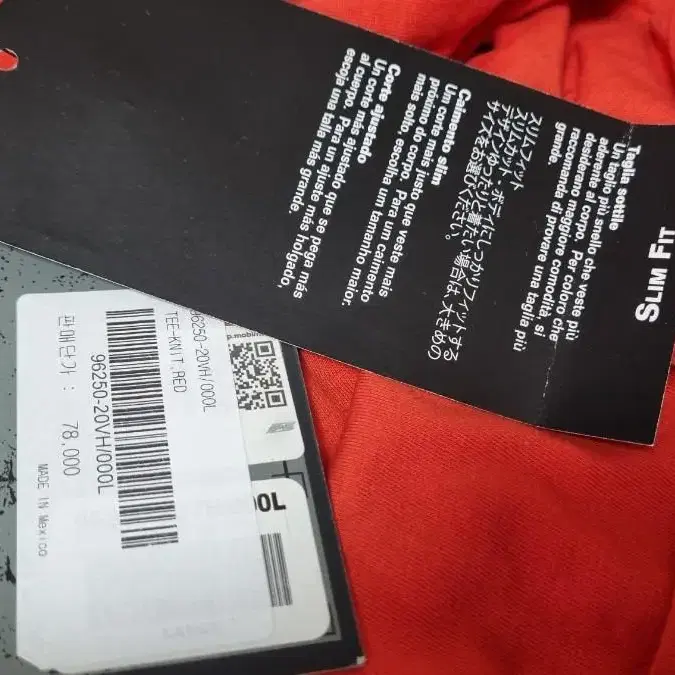 SLIM FIT
Taglia sottile
Un taglio più snello che veste più
aderente al corpo. Per coloro che
desiderano maggiore comodità, si
raccomanda di provare una taglia più
grande.
スリムフィット
スリムカット・ボディにしっかりフィットする
デザイン ゆったりと着たい場合は、大きめの
サイズをお選びください。
Caimento slim
Um corte mais justo que veste mais
próximo do corpo. Para um caimento
mais solto, escolha um tamanho maior.
Corte ajustado
Un corte más ajustado que se pega más
al cuerpo. Para un ajuste más holgado,
escoja una talla más grande.
96250-20VH/000L
TEE-KNIT,RED
96250-20VH/000L
판매단가 : 78,000
MADE IN Mexico
00L